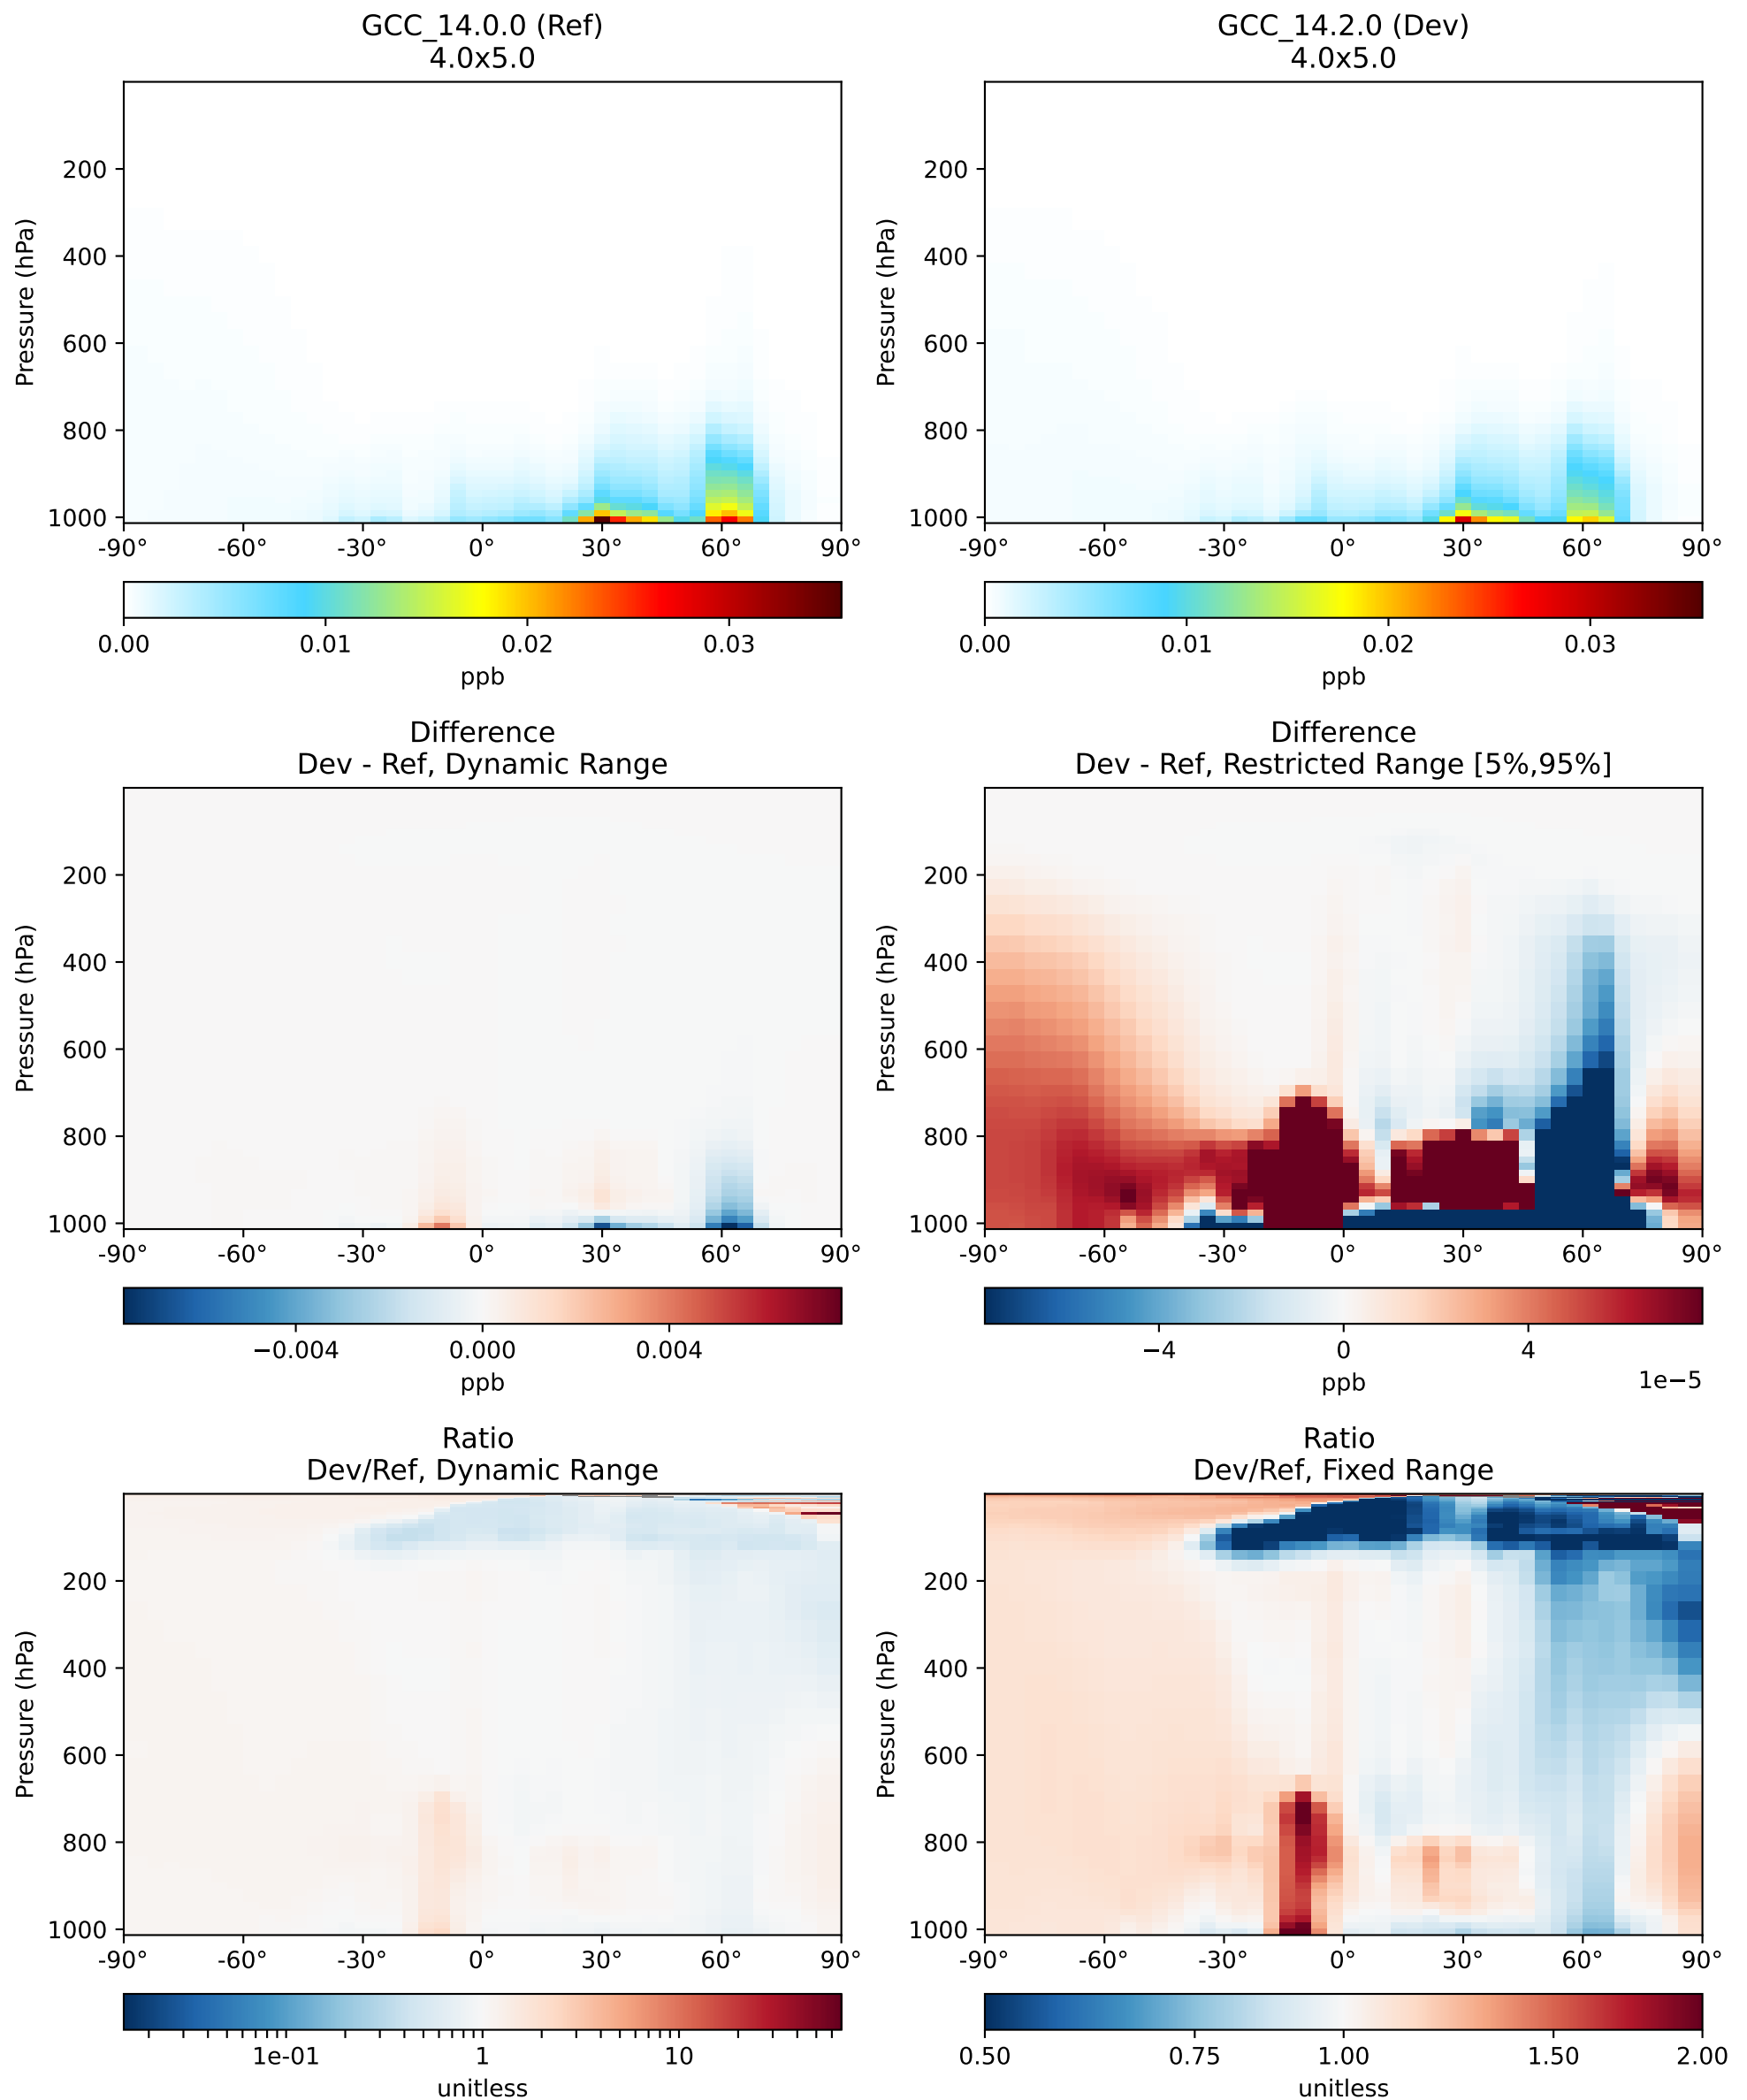 GCC_14.0.0 (Ref)
4.0x5.0
Pressure (hPa)
200
400
600
800
1000
-90° -60° -30° 0° 30° 60° 90°
0.00 0.01 0.02 0.03
ppb
GCC_14.2.0 (Dev)
4.0x5.0
Pressure (hPa)
200
400
600
800
1000
-90° -60° -30° 0° 30° 60° 90°
0.00 0.01 0.02 0.03
ppb
Difference
Dev - Ref, Dynamic Range
Pressure (hPa)
200
400
600
800
1000
-90° -60° -30° 0° 30° 60° 90°
−0.004 0.000 0.004
ppb
Difference
Dev - Ref, Restricted Range [5%,95%]
Pressure (hPa)
200
400
600
800
1000
-90° -60° -30° 0° 30° 60° 90°
−4 0 4
ppb 1e−5
Ratio
Dev/Ref, Dynamic Range
Pressure (hPa)
200
400
600
800
1000
-90° -60° -30° 0° 30° 60° 90°
1e-01 1 10
unitless
Ratio
Dev/Ref, Fixed Range
Pressure (hPa)
200
400
600
800
1000
-90° -60° -30° 0° 30° 60° 90°
0.50 0.75 1.00 1.50 2.00
unitless